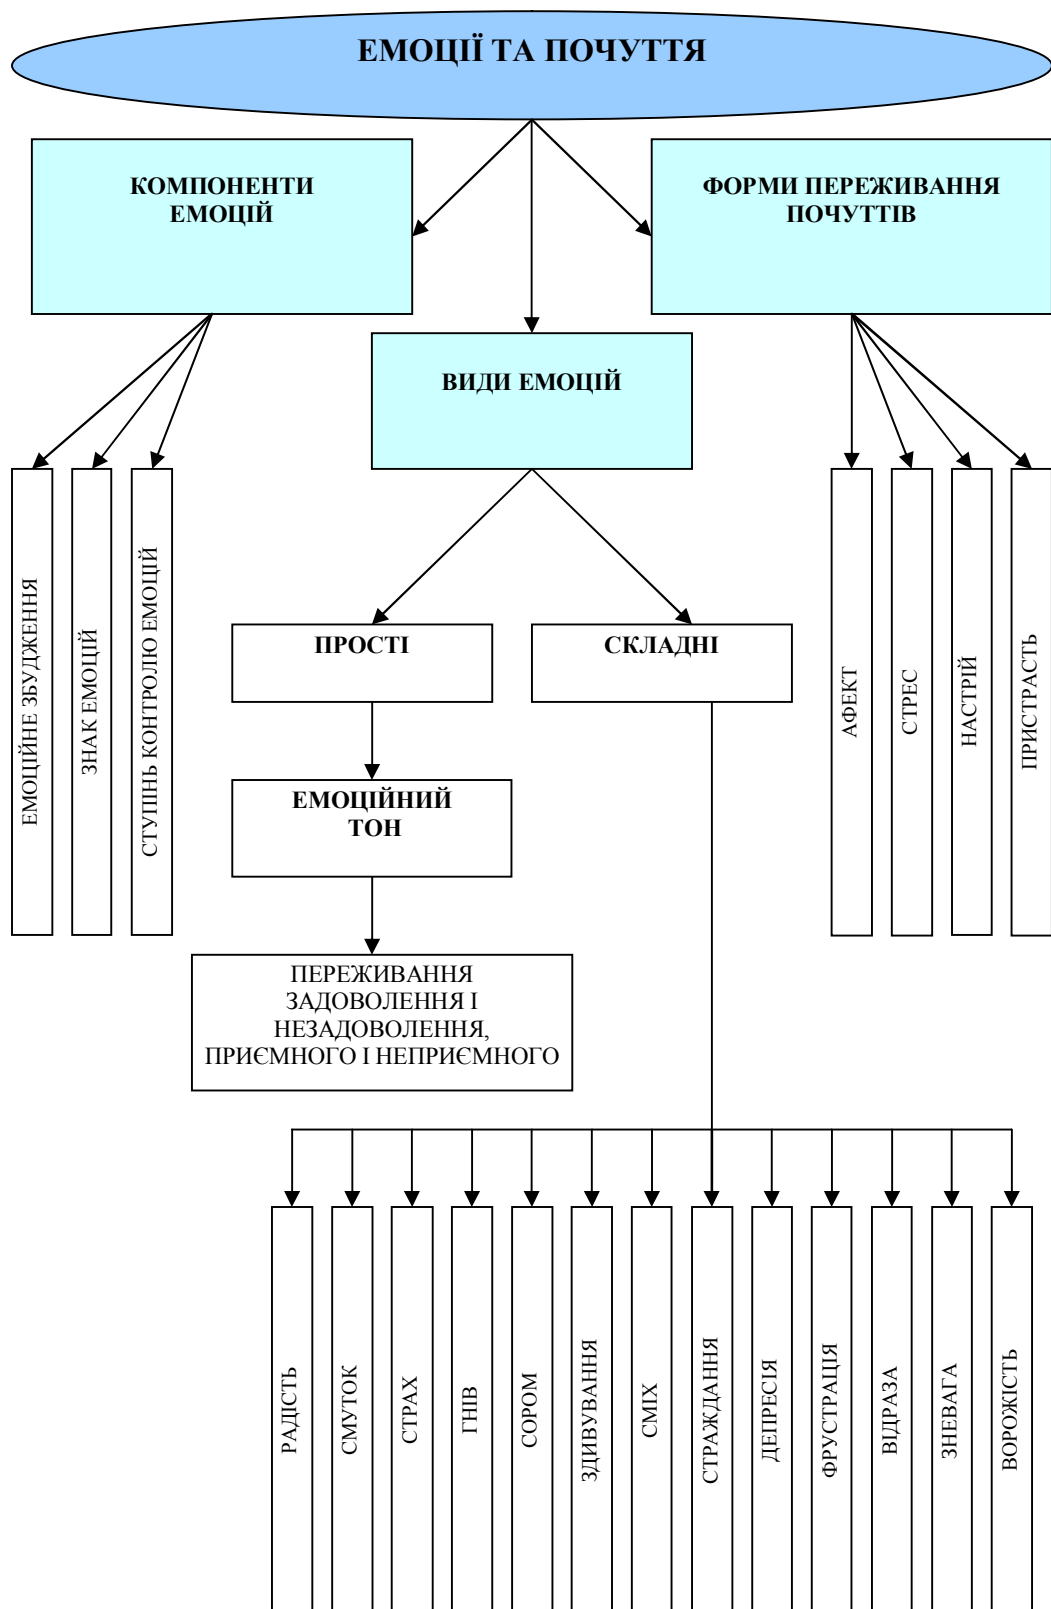 ЕМОЦІЇ ТА ПОЧУТТЯ
КОМПОНЕНТИ
ЕМОЦІЙ
ФОРМИ ПЕРЕЖИВАННЯ
ПОЧУТТІВ
ВИДИ ЕМОЦІЙ
ЕМОЦІЙНЕ ЗБУДЖЕННЯ
ЗНАК ЕМОЦІЙ
СТУПІНЬ КОНТРОЛЮ ЕМОЦІЙ
АФЕКТ
СТРЕС
НАСТРІЙ
ПРИСТРАСТЬ
ПРОСТІ
СКЛАДНІ
ЕМОЦІЙНИЙ
ТОН
ПЕРЕЖИВАННЯ
ЗАДОВОЛЕННЯ І
НЕЗАДОВОЛЕННЯ,
ПРИЄМНОГО І НЕПРИЄМНОГО
РАДІСТЬ
СМУТОК
СТРАХ
ГНІВ
СОРОМ
ЗДИВУВАННЯ
СМІХ
СТРАЖДАННЯ
ДЕПРЕСІЯ
ФРУСТРАЦІЯ
ВІДРАЗА
ЗНЕВАГА
ВОРОЖІСТЬ